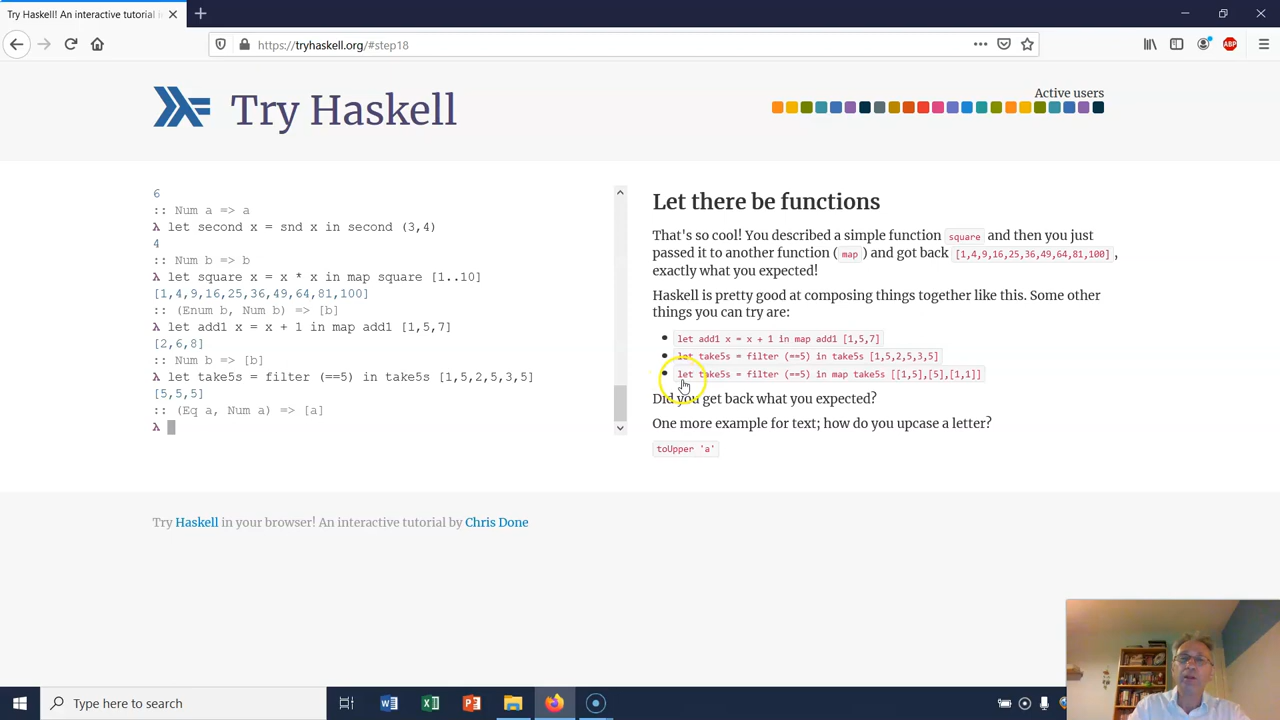 Try Haskell! An interactive tutorial i
https://tryhaskell.org/#step18
ABP
Try Haskell
Active users
6
:: Num a => a
λ let second x = snd x in second (3,4)
4
:: Num b => b
λ let square x = x * x in map square [1..10]
[1,4,9,16,25,36,49,64,81,100]
:: (Enum b, Num b) => [b]
λ let add1 x = x + 1 in map add1 [1,5,7]
[2,6,8]
:: Num b => [b]
λ let take5s = filter (==5) in take5s [1,5,2,5,3,5]
[5,5,5]
:: (Eq a, Num a) => [a]
λ
Let there be functions
That's so cool! You described a simple function square and then you just
passed it to another function ( map ) and got back [1,4,9,16,25,36,49,64,81,100] ,
exactly what you expected!
Haskell is pretty good at composing things together like this. Some other
things you can try are:
let add1 x = x + 1 in map add1 [1,5,7]
let take5s = filter (==5) in take5s [1,5,2,5,3,5]
let take5s = filter (==5) in map take5s [[1,5],[5],[1,1]]
Did you get back what you expected?
One more example for text; how do you upcase a letter?
toUpper 'a'
Try Haskell in your browser! An interactive tutorial by Chris Done
Type here to search